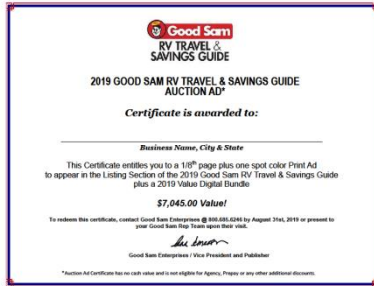 Good Sam
RV TRAVEL &
SAVINGS GUIDE
2019 GOOD SAM RV TRAVEL & SAVINGS GUIDE
AUCTION AD*
Certificate is awarded to:
Business Name, City & State
This Certificate entitles you to a 1/8th page plus one spot color Print Ad
to appear in the Listing Section of the 2019 Good Sam RV Travel & Savings Guide
plus a 2019 Value Digital Bundle
$7,045.00 Value!
To redeem this certificate, contact Good Sam Enterprises @ 800.685.6246 by August 31st, 2019 or present to
your Good Sam Rep Team upon their visit.
Good Sam Enterprises / Vice President and Publisher
*Auction Ad Certificate has no cash value and is not eligible for Agency, Prepay or any other additional discounts.